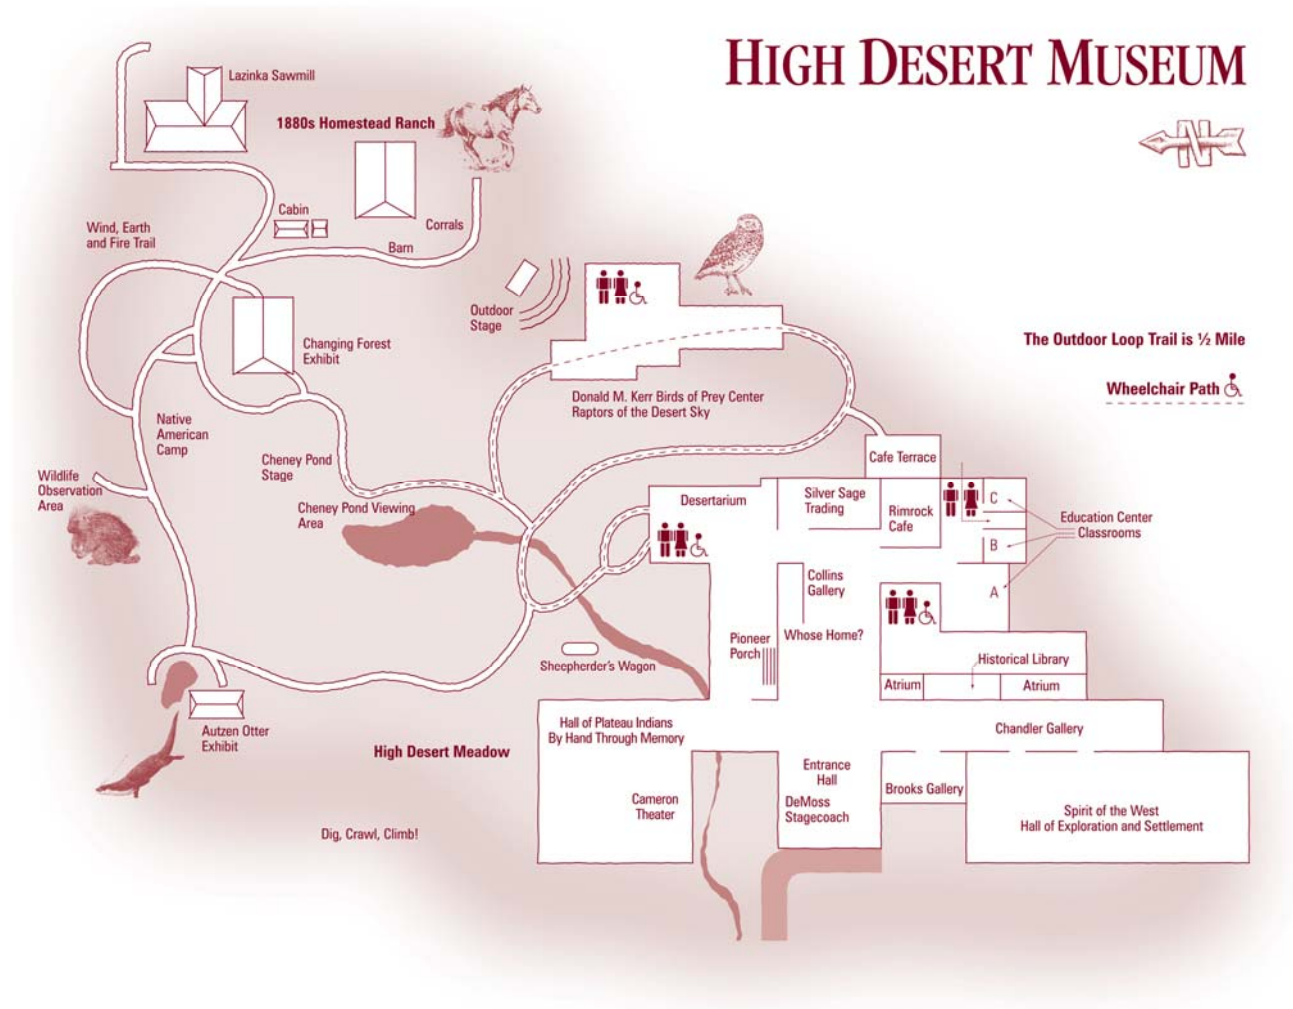 HIGH DESERT MUSEUM
N
Lazinka Sawmill
1880s Homestead Ranch
Cabin
Corrals
Barn
Wind, Earth
and Fire Trail
Outdoor
Stage
Changing Forest
Exhibit
The Outdoor Loop Trail is ½ Mile
Wheelchair Path
Donald M. Kerr Birds of Prey Center
Raptors of the Desert Sky
Native
American
Camp
Cheney Pond
Stage
Wildlife
Observation
Area
Cheney Pond Viewing
Area
Cafe Terrace
Desertarium
Silver Sage
Trading
Rimrock
Cafe
C
B
A
Education Center
Classrooms
Collins
Gallery
Pioneer
Porch
Whose Home?
Historical Library
Atrium
Atrium
Sheepherder's Wagon
Autzen Otter
Exhibit
High Desert Meadow
Hall of Plateau Indians
By Hand Through Memory
Chandler Gallery
Entrance
Hall
DeMoss
Stagecoach
Brooks Gallery
Cameron
Theater
Spirit of the West
Hall of Exploration and Settlement
Dig, Crawl, Climb!